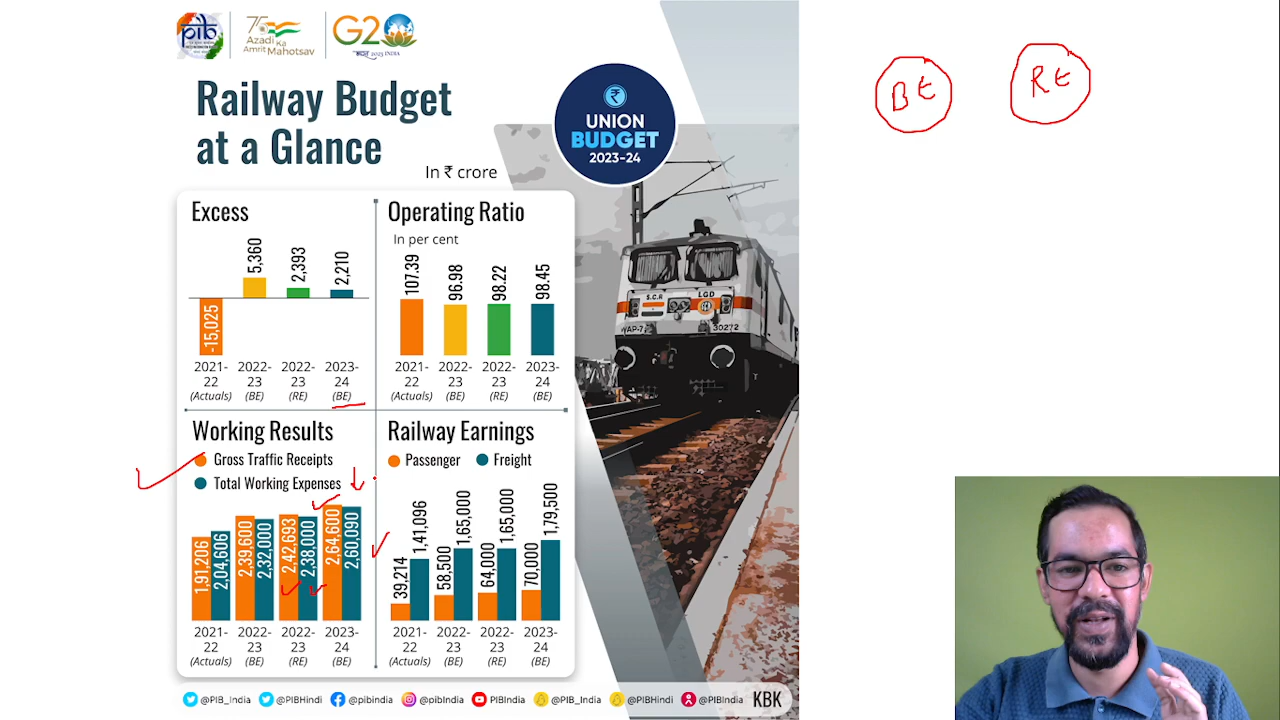 pib
75
Azadi Ka
Amrit Mahotsav
G20
2023 INDIA
Railway Budget
at a Glance
In ₹ crore
₹
UNION
BUDGET
2023-24
BE
RE
Excess
-15,025
5,360
2,393
2,210
2021-22 (Actuals)
2022-23 (BE)
2022-23 (RE)
2023-24 (BE)
Operating Ratio
In per cent
107.39
96.98
98.22
98.45
2021-22 (Actuals)
2022-23 (BE)
2022-23 (RE)
2023-24 (BE)
Working Results
Gross Traffic Receipts
Total Working Expenses
1,91,206
2,04,606
2,39,600
2,32,000
2,42,693
2,38,000
2,64,600
2,60,090
2021-22 (Actuals)
2022-23 (BE)
2022-23 (RE)
2023-24 (BE)
Railway Earnings
Passenger
Freight
39,214
1,41,096
58,500
1,65,000
64,000
1,65,000
70,000
1,79,500
2021-22 (Actuals)
2022-23 (BE)
2022-23 (RE)
2023-24 (BE)
S.C.R
LGD
WAP-7
30272
@PIB_India
@PIBHindi
@pibindia
@pibindia
PIBIndia
@PIB_India
@PIBHindi
@PIBIndia
KBK